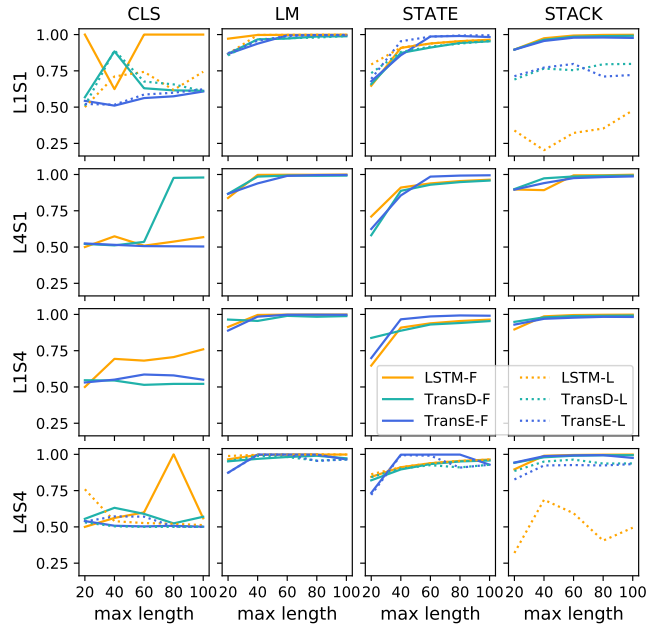 CLS LM STATE STACK
L1S1
1.00
0.75
0.50
0.25
L4S1
1.00
0.75
0.50
0.25
L1S4
1.00
0.75
0.50
0.25
LSTM-F LSTM-L
TransD-F TransD-L
TransE-F TransE-L
L4S4
1.00
0.75
0.50
0.25
20 40 60 80 100 20 40 60 80 100 20 40 60 80 100 20 40 60 80 100
max length max length max length max length